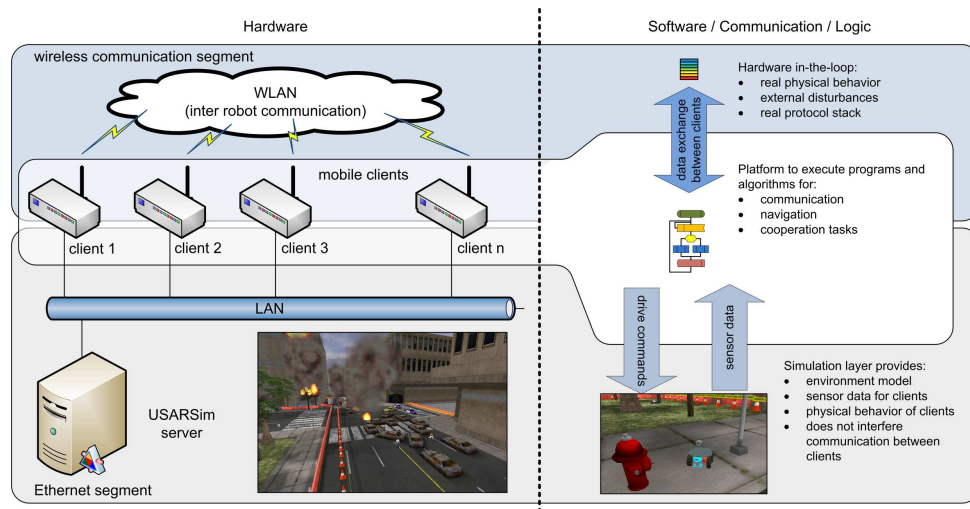 Hardware
Software / Communication / Logic
wireless communication segment
WLAN
(inter robot communication)
mobile clients
client 1
client 2
client 3
client n
LAN
USARSim
server
Ethernet segment
data exchange
between clients
Hardware in-the-loop:
• real physical behavior
• external disturbances
• real protocol stack
Platform to execute programs and
algorithms for:
• communication
• navigation
• cooperation tasks
drive commands
sensor data
Simulation layer provides:
• environment model
• sensor data for clients
• physical behavior of clients
• does not interfere
communication between
clients